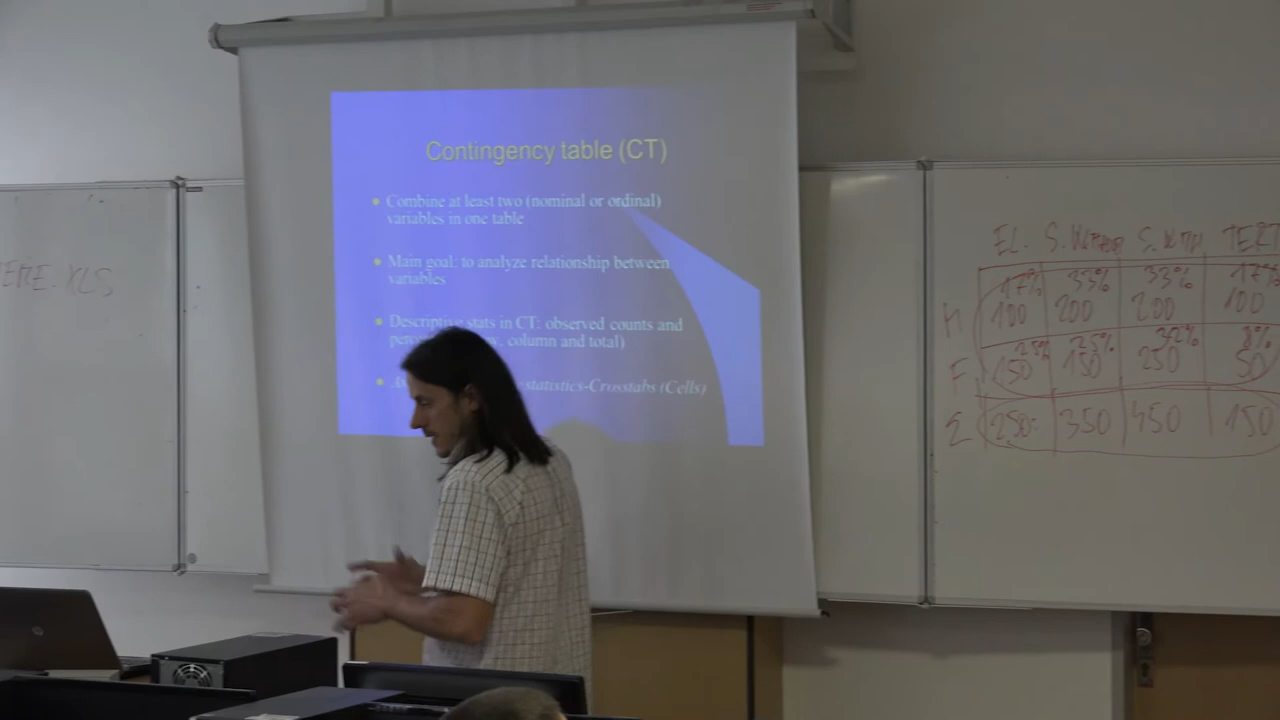 Contingency table (CT)
• Combine at least two (nominal or ordinal)
variables in one table
• Main goal: to analyze relationship between
variables
• Descriptive stats in CT: observed counts and
column and total)
• statistics-Crosstabs (Cells)
.XLS
EL. S. S. TERT
17% 33% 33% 17%
100 200 200 100
25% 25% 8%
F 150 150 250 50
Σ 250 350 450 150